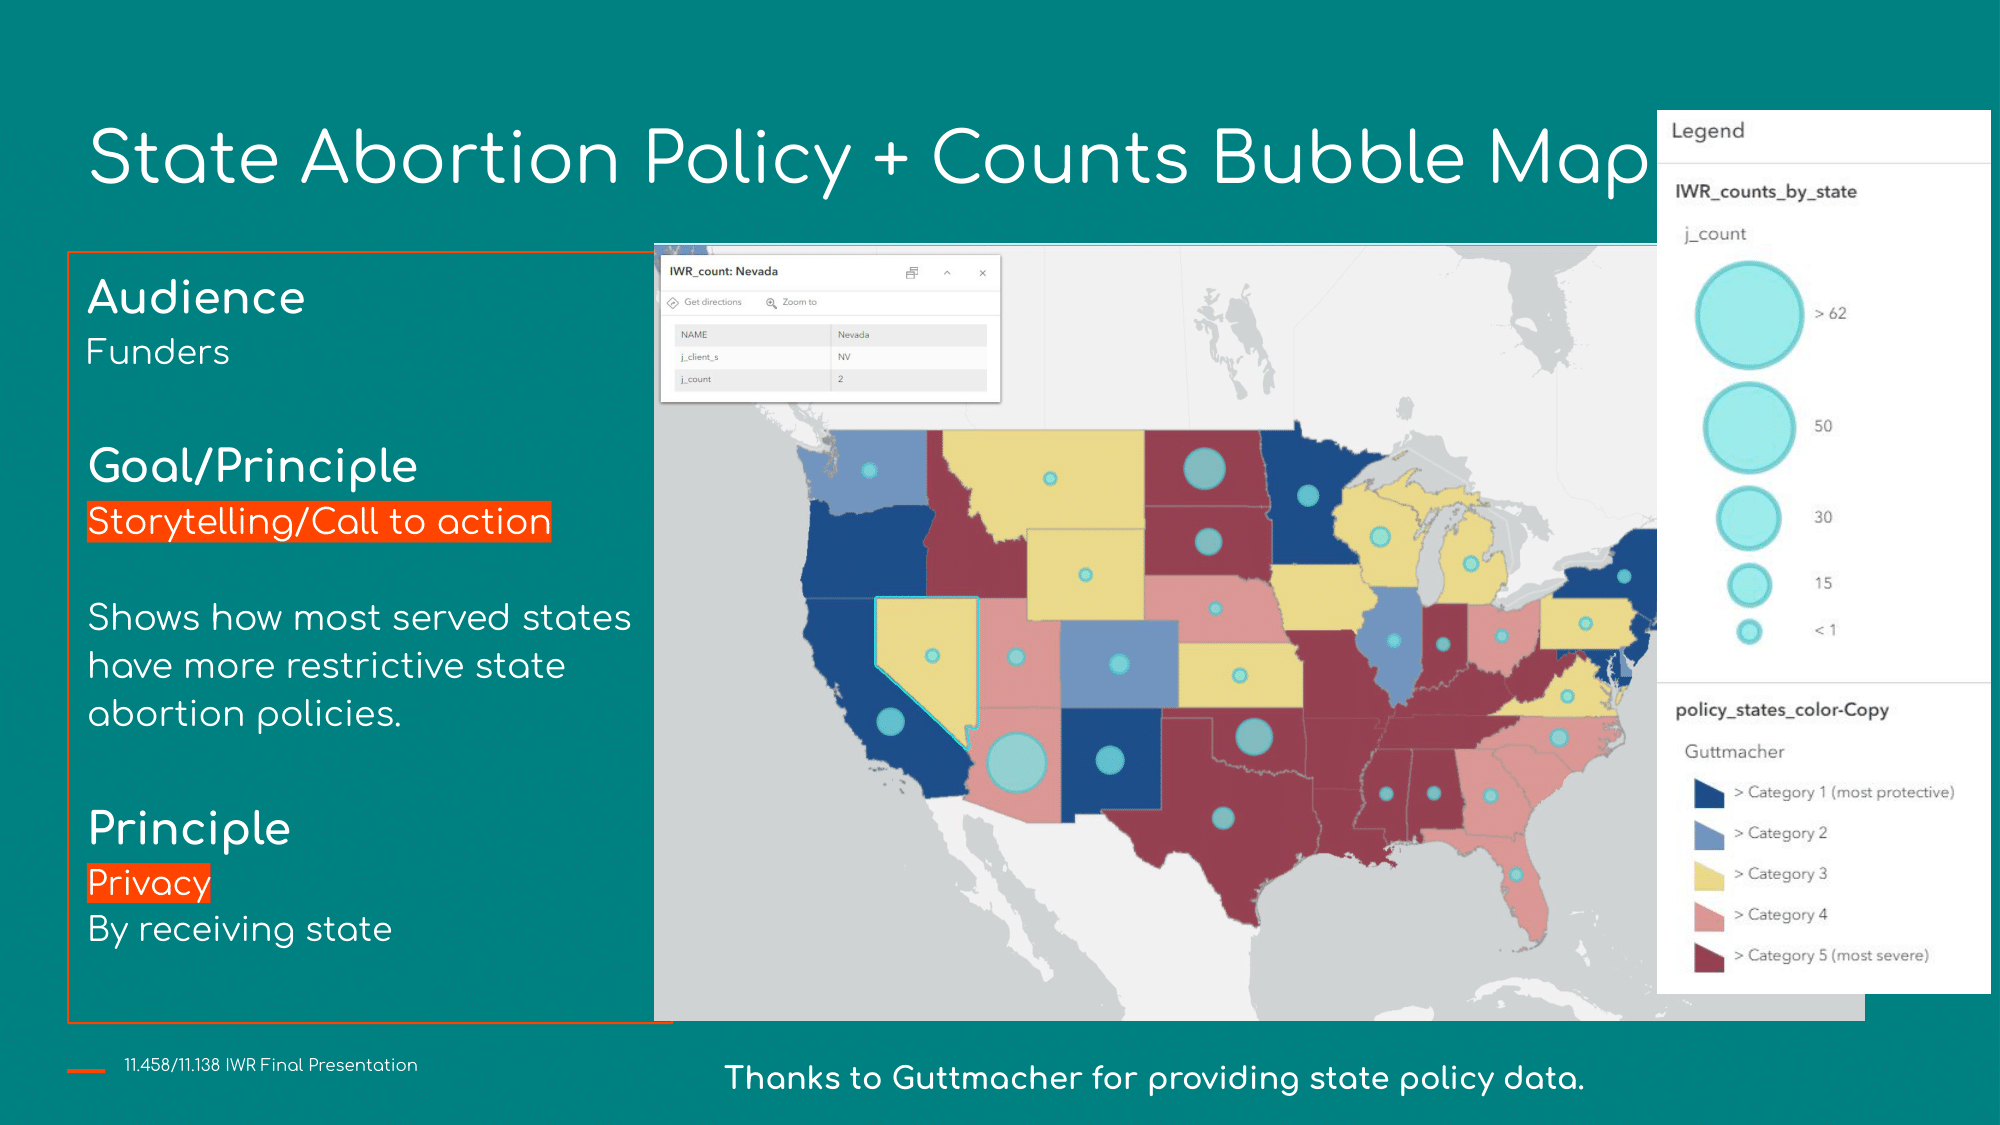 State Abortion Policy + Counts Bubble Map
Audience
Funders
Goal/Principle
Storytelling/Call to action
Shows how most served states
have more restrictive state
abortion policies.
Principle
Privacy
By receiving state
IWR_count: Nevada
Get directions Zoom to
NAME Nevada
j_client_s NV
j_count 2
Legend
IWR_counts_by_state
j_count
> 62
50
30
15
< 1
policy_states_color-Copy
Guttmacher
> Category 1 (most protective)
> Category 2
> Category 3
> Category 4
> Category 5 (most severe)
11.458/11.138 IWR Final Presentation
Thanks to Guttmacher for providing state policy data.